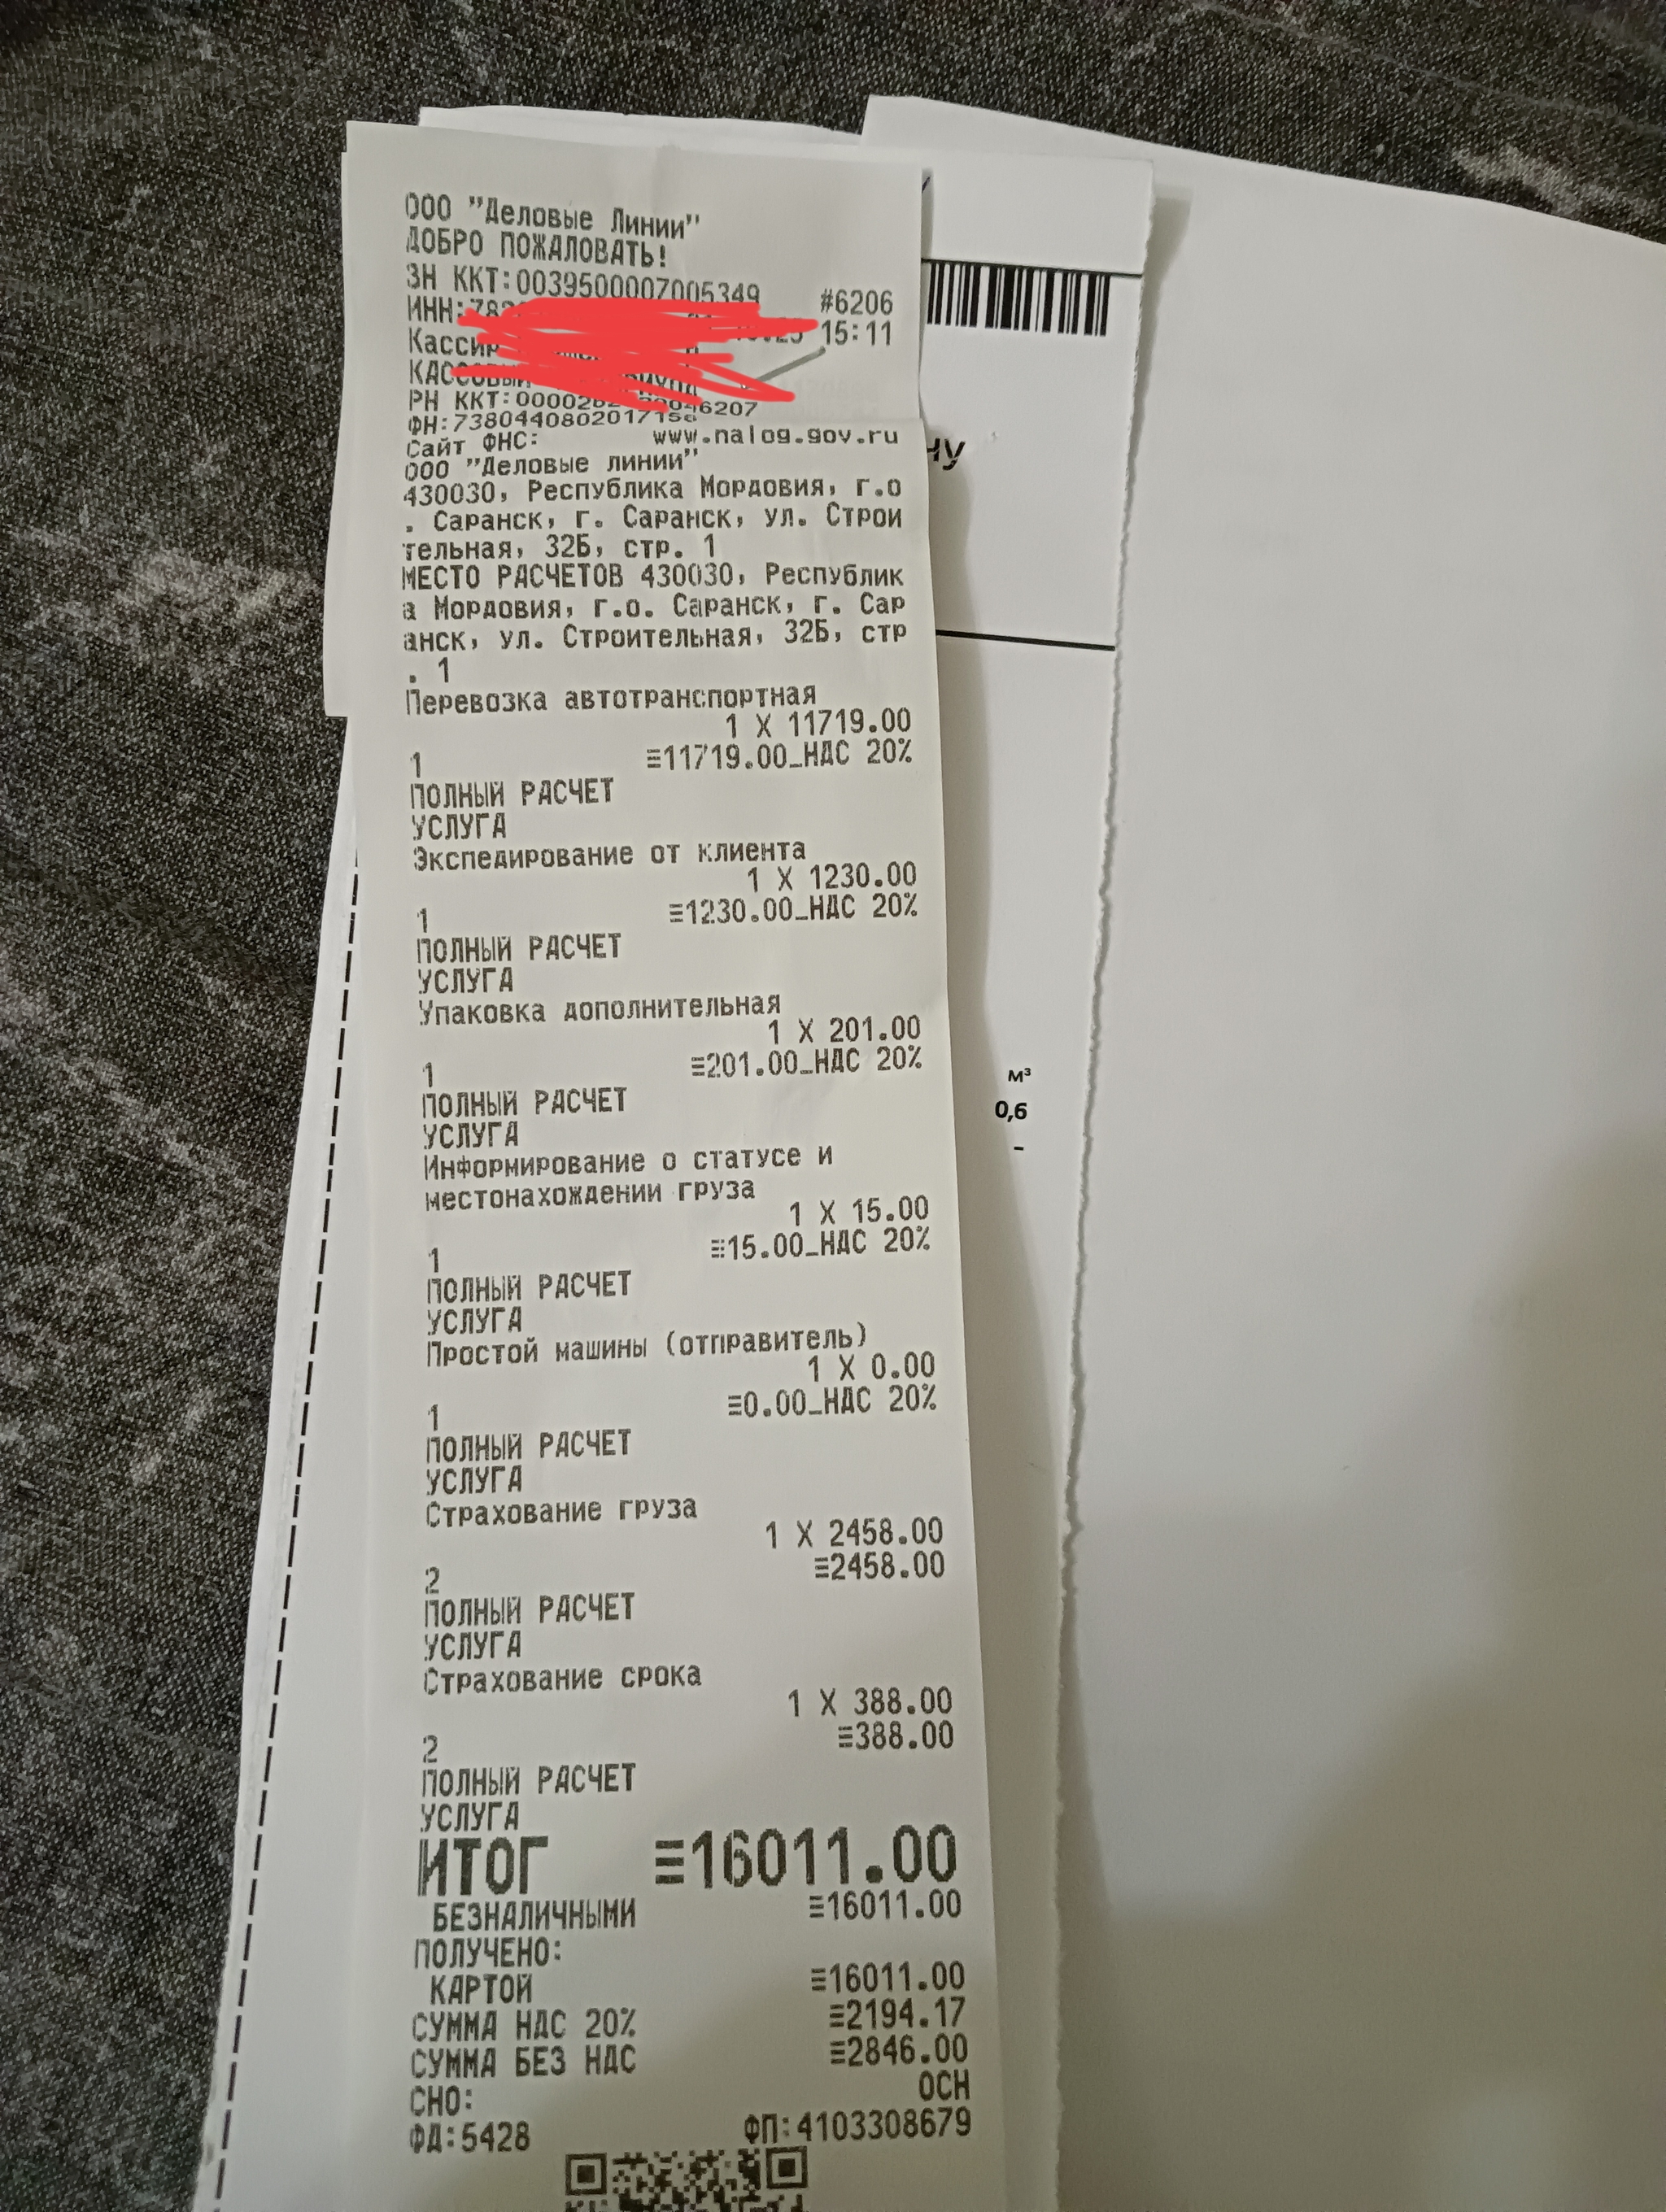 ООО "Деловые Линии"
ДОБРО ПОЖАЛОВАТЬ!
ЗН ККТ:0039500007005349 #6206
ИНН: 15:11
Кассир
КАССОВЫЙ
РН ККТ:
ФН:
Сайт ФНС: www.nalog.gov.ru
ООО "Деловые линии"
430030, Республика Мордовия, г.о
. Саранск, г. Саранск, ул. Строи
тельная, 32Б, стр. 1
МЕСТО РАСЧЕТОВ 430030, Республик
а Мордовия, г.о. Саранск, г. Сар
анск, ул. Строительная, 32Б, стр
. 1
Перевозка автотранспортная
1 X 11719.00
1 ≡11719.00_НДС 20%
ПОЛНЫЙ РАСЧЕТ
УСЛУГА
Экспедирование от клиента
1 X 1230.00
1 ≡1230.00_НДС 20%
ПОЛНЫЙ РАСЧЕТ
УСЛУГА
Упаковка дополнительная
1 X 201.00
1 ≡201.00_НДС 20%
ПОЛНЫЙ РАСЧЕТ
УСЛУГА
Информирование о статусе и
местонахождении груза
1 X 15.00
1 ≡15.00_НДС 20%
ПОЛНЫЙ РАСЧЕТ
УСЛУГА
Простой машины (отправитель)
1 X 0.00
1 ≡0.00_НДС 20%
ПОЛНЫЙ РАСЧЕТ
УСЛУГА
Страхование груза
1 X 2458.00
2 ≡2458.00
ПОЛНЫЙ РАСЧЕТ
УСЛУГА
Страхование срока
1 X 388.00
2 ≡388.00
ПОЛНЫЙ РАСЧЕТ
УСЛУГА
ИТОГ ≡16011.00
БЕЗНАЛИЧНЫМИ ≡16011.00
ПОЛУЧЕНО:
КАРТОЙ ≡16011.00
СУММА НДС 20% ≡2194.17
СУММА БЕЗ НДС ≡2846.00
СНО: ОСН
ФД:5428 ФП:4103308679
м³
0,6
-